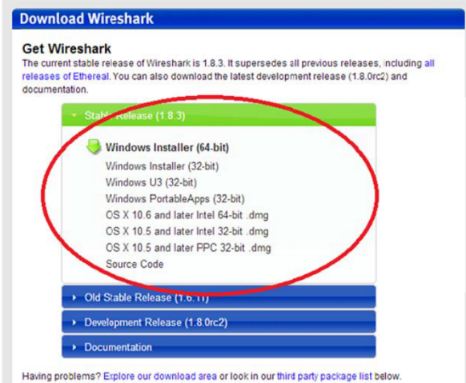 Download Wireshark
Get Wireshark
The current stable release of Wireshark is 1.8.3. It supersedes all previous releases, including all
releases of Ethereal. You can also download the latest development release (1.8.0rc2) and
documentation.
Stable Release (1.8.3)
Windows Installer (64-bit)
Windows Installer (32-bit)
Windows U3 (32-bit)
Windows PortableApps (32-bit)
OS X 10.6 and later Intel 64-bit .dmg
OS X 10.5 and later Intel 32-bit .dmg
OS X 10.5 and later PPC 32-bit .dmg
Source Code
Old Stable Release (1.6.11)
Development Release (1.8.0rc2)
Documentation
Having problems? Explore our download area or look in our third party package list below.